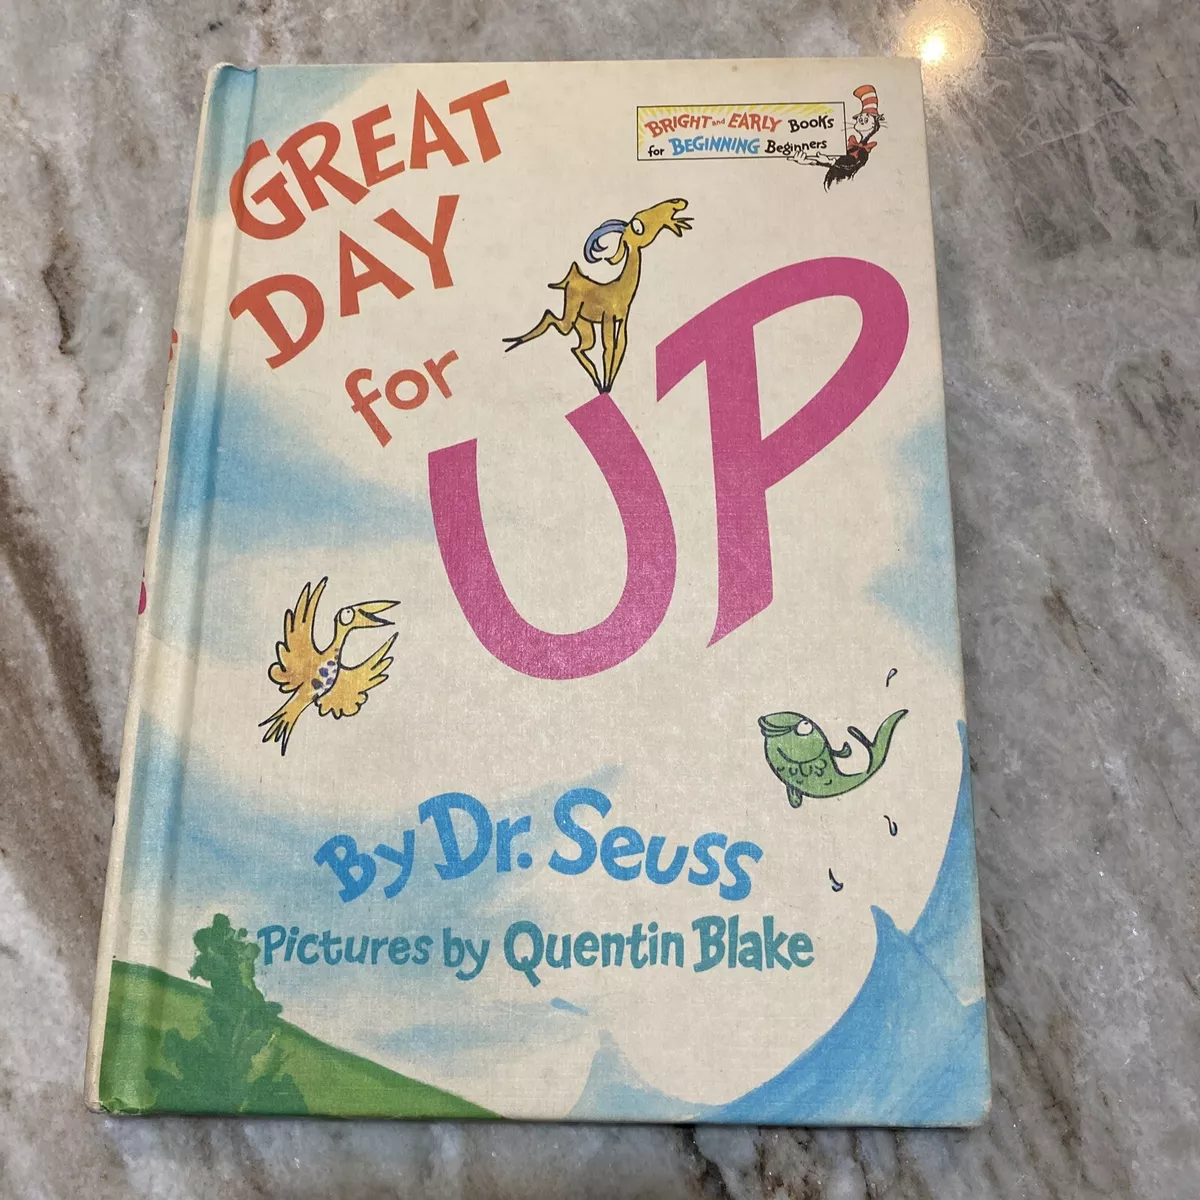 GREAT
DAY
for
UP
BRIGHT and EARLY Books
for BEGINNING Beginners
By Dr. Seuss
Pictures by Quentin Blake